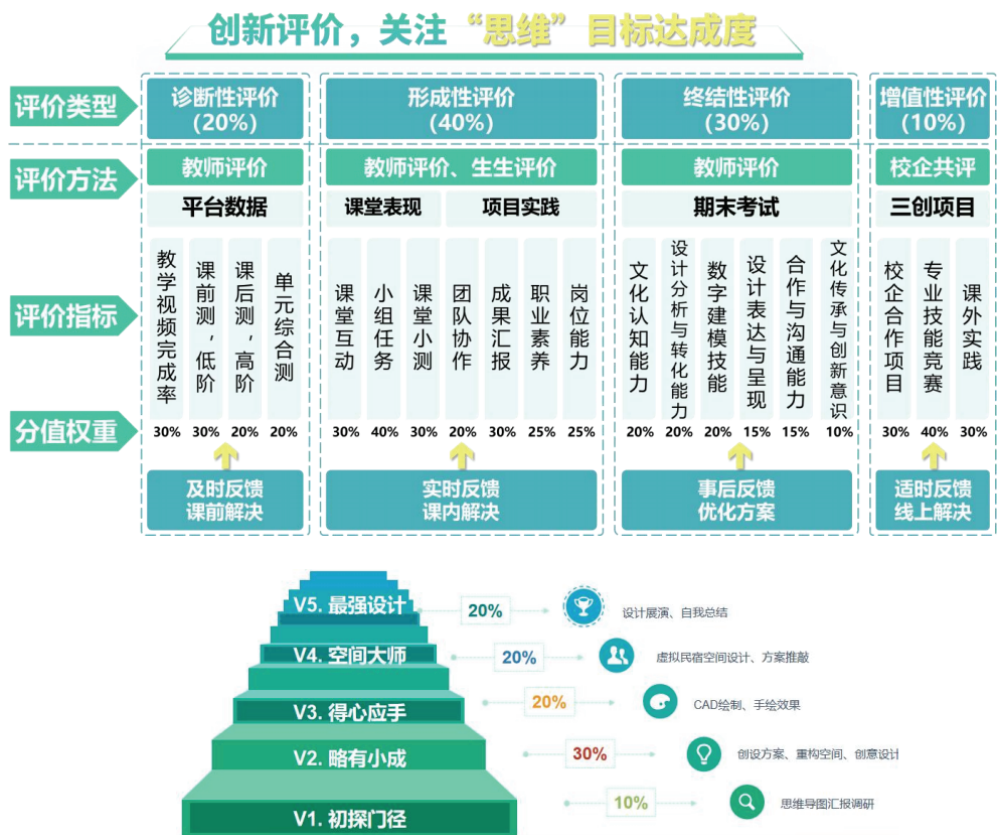 创新评价，关注“思维”目标达成度
评价类型
诊断性评价
(20%)
形成性评价
(40%)
终结性评价
(30%)
增值性评价
(10%)
评价方法
教师评价
教师评价、生生评价
教师评价
校企共评
平台数据
课堂表现
项目实践
期末考试
三创项目
评价指标
教学视频完成率
课前测，低阶
课后测，高阶
单元综合测
课堂互动
小组任务
课堂小测
团队协作
成果汇报
职业素养
岗位能力
文化认知能力
设计分析与转化能力
数字建模技能
设计表达与呈现
合作与沟通能力
文化传承与创新意识
校企合作项目
专业技能竞赛
课外实践
分值权重
30% 30% 20% 20%
30% 40% 30% 20% 30% 25% 25%
20% 20% 20% 15% 15% 10%
30% 40% 30%
及时反馈
课前解决
实时反馈
课内解决
事后反馈
优化方案
适时反馈
线上解决
V5. 最强设计
20%
设计展演、自我总结
V4. 空间大师
20%
虚拟民宿空间设计、方案推敲
V3. 得心应手
20%
CAD绘制、手绘效果
V2. 略有小成
30%
创设方案、重构空间、创意设计
V1. 初探门径
10%
思维导图汇报调研